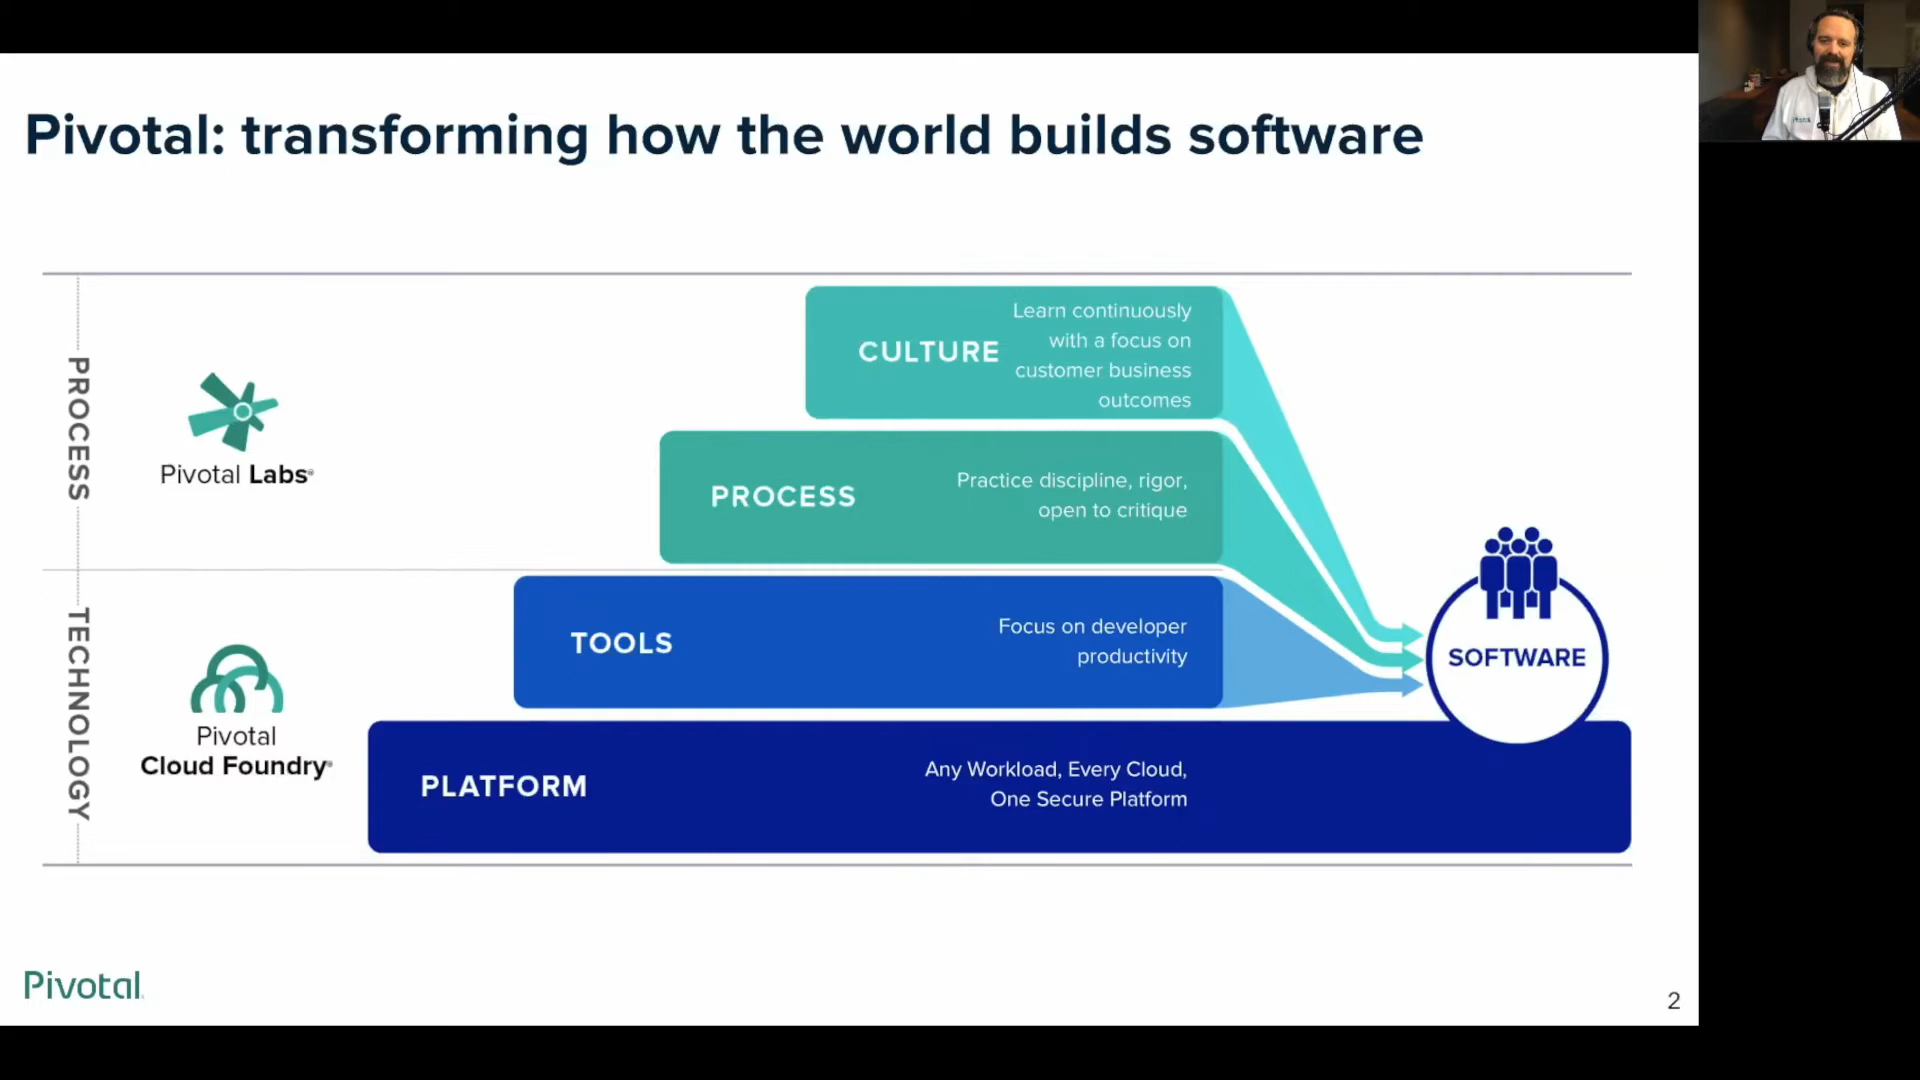 Pivotal: transforming how the world builds software
PROCESS
Pivotal Labs®
CULTURE
Learn continuously
with a focus on
customer business
outcomes
PROCESS
Practice discipline, rigor,
open to critique
TECHNOLOGY
Pivotal
Cloud Foundry®
TOOLS
Focus on developer
productivity
PLATFORM
Any Workload, Every Cloud,
One Secure Platform
SOFTWARE
Pivotal
2